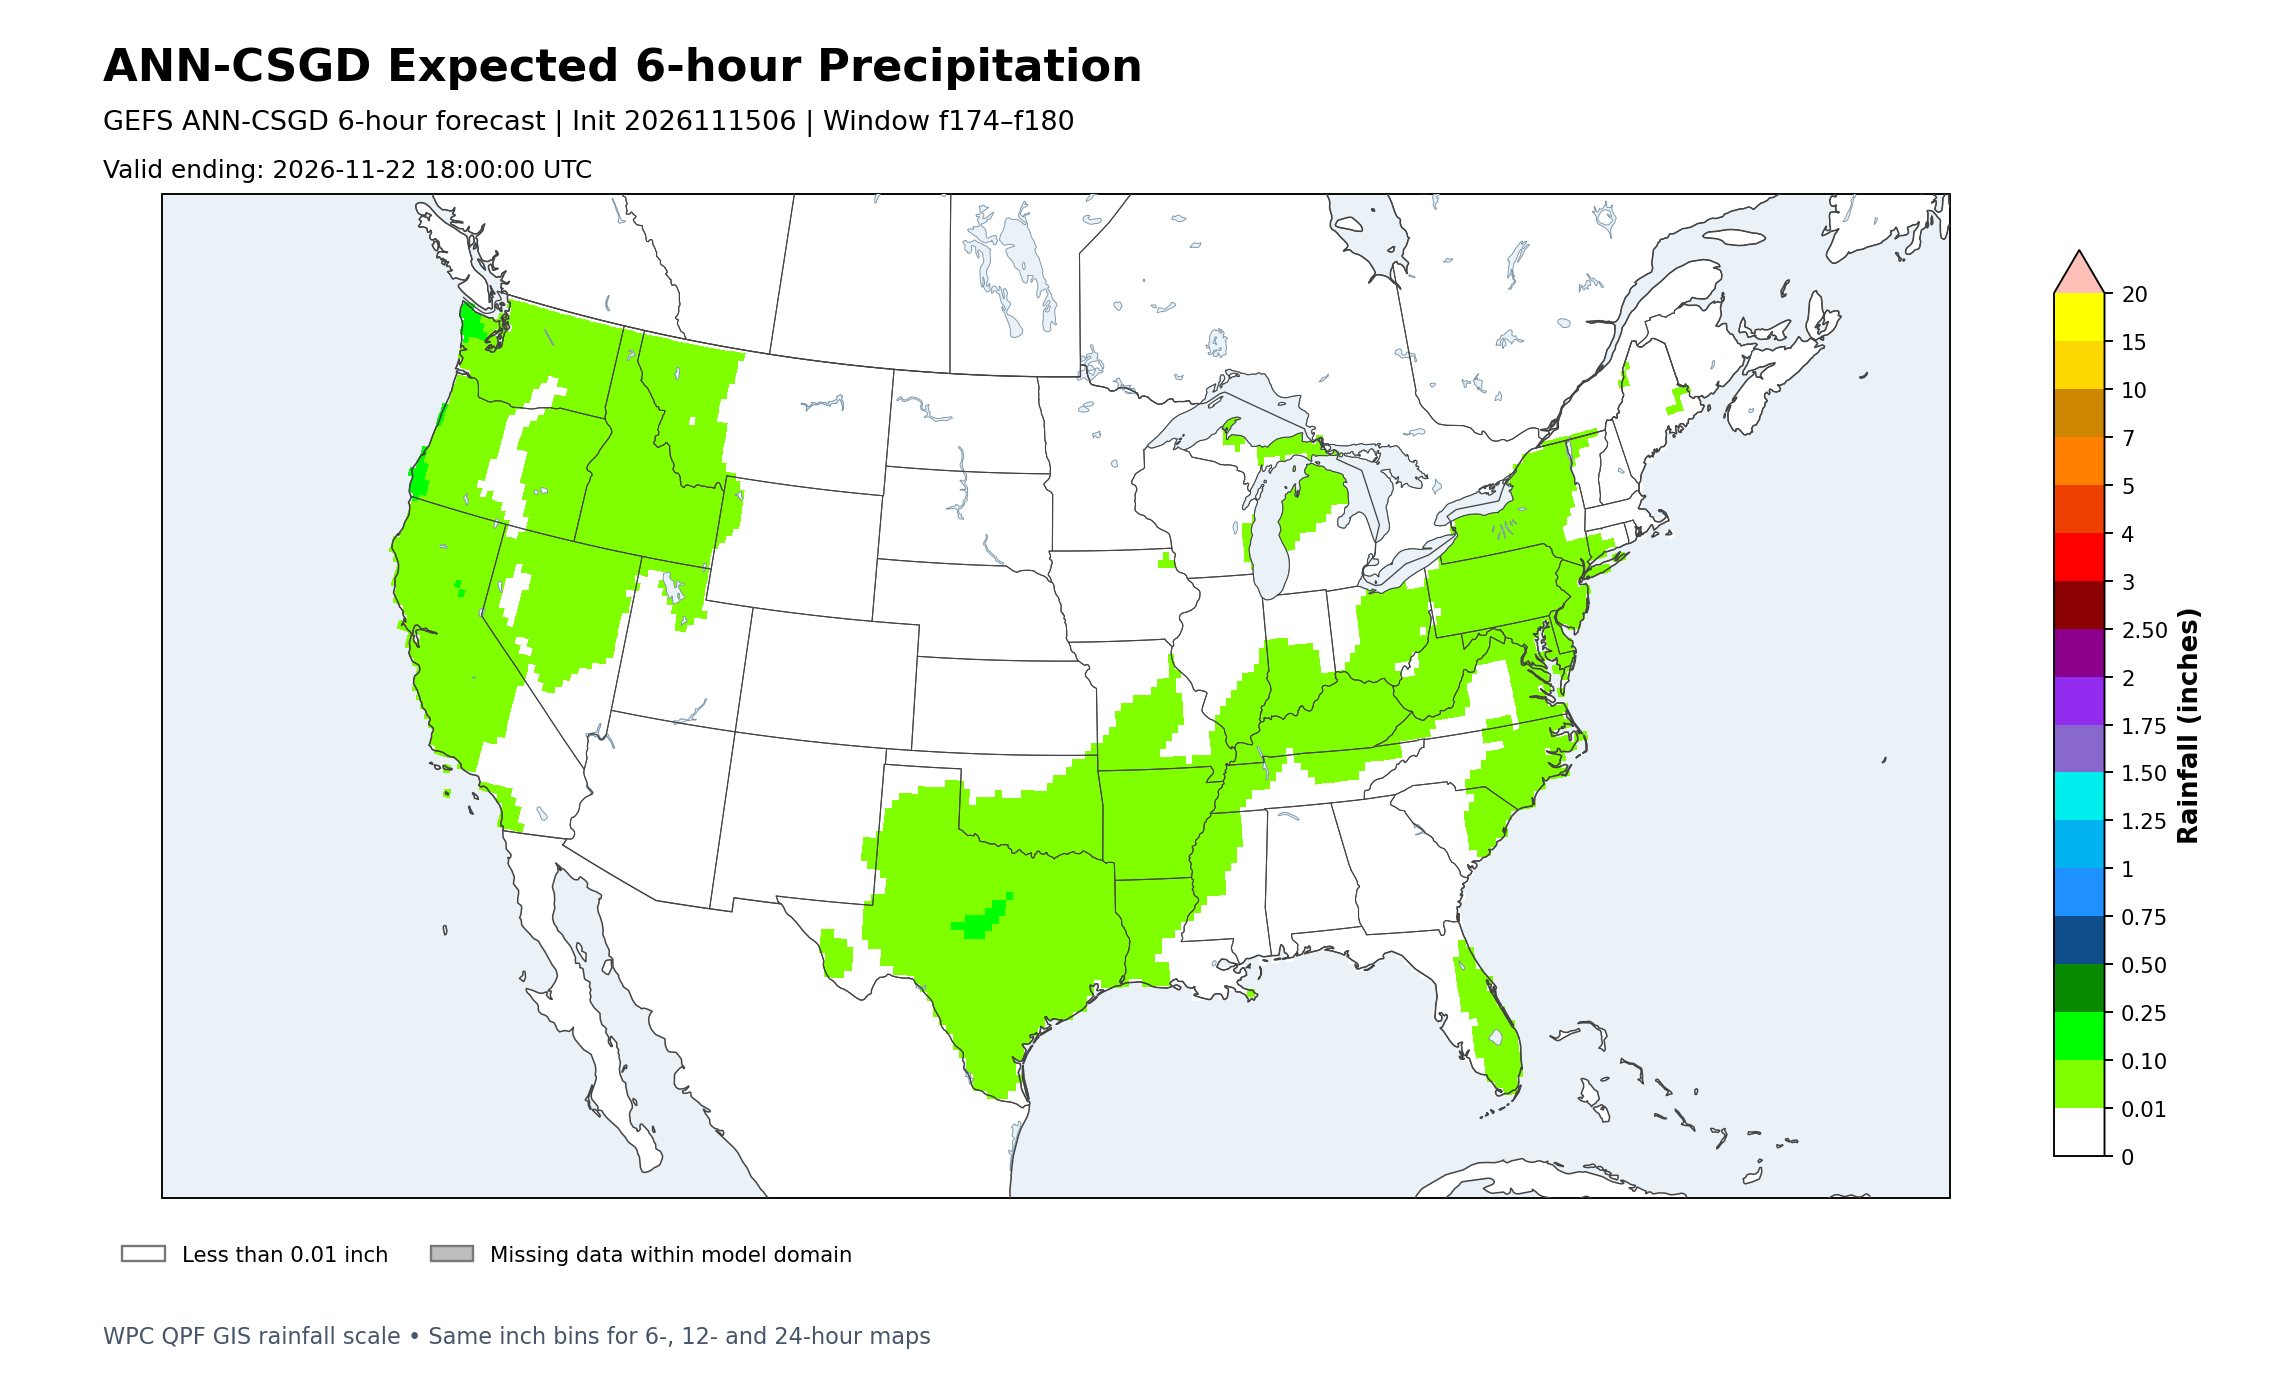 ANN-CSGD Expected 6-hour Precipitation
GEFS ANN-CSGD 6-hour forecast | Init 2026111506 | Window f174–f180
Valid ending: 2026-11-22 18:00:00 UTC
20
15
10
7
5
4
3
2.50
2
1.75
1.50
1.25
1
0.75
0.50
0.25
0.10
0.01
0
Rainfall (inches)
Less than 0.01 inch
Missing data within model domain
WPC QPF GIS rainfall scale • Same inch bins for 6-, 12- and 24-hour maps